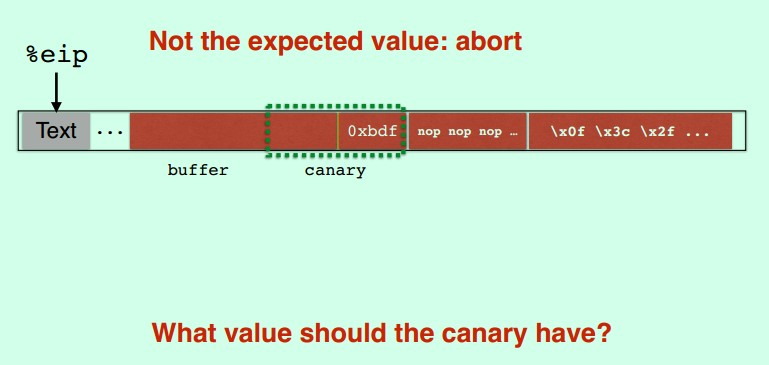 Not the expected value: abort
%eip
Text ... 0xbdf nop nop nop … \x0f \x3c \x2f ...
buffer canary
What value should the canary have?